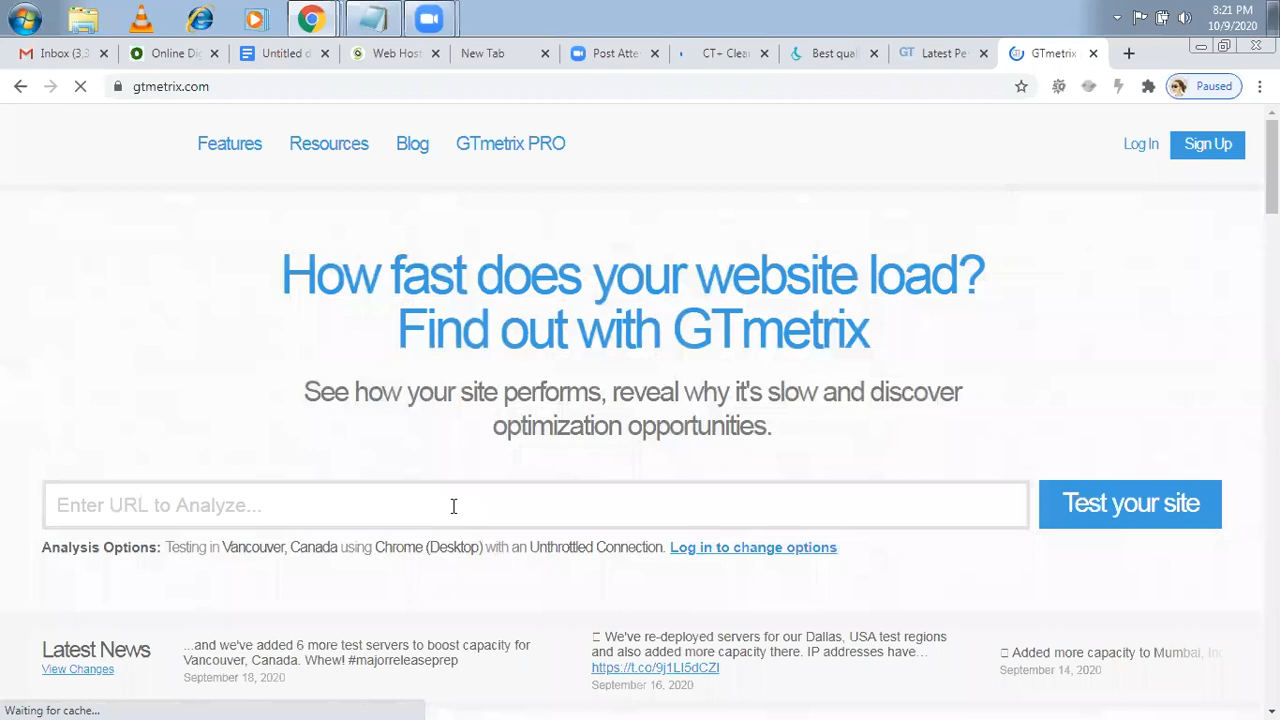 8:21 PM
10/9/2020
Inbox (3,3
Online Di
Untitled d
Web Host
New Tab
Post Atte
CT+ Clea
Best qual
Latest Pe
GTmetrix
gtmetrix.com
Paused
Features
Resources
Blog
GTmetrix PRO
Log In
Sign Up
How fast does your website load?
Find out with GTmetrix
See how your site performs, reveal why it's slow and discover
optimization opportunities.
Enter URL to Analyze...
Test your site
Analysis Options: Testing in Vancouver, Canada using Chrome (Desktop) with an Unthrottled Connection. Log in to change options
Latest News
View Changes
...and we've added 6 more test servers to boost capacity for
Vancouver, Canada. Whew! #majorreleaseprep
September 18, 2020
We've re-deployed servers for our Dallas, USA test regions
and also added more capacity there. IP addresses have...
https://t.co/9j1LI5dCZI
September 16, 2020
Added more capacity to Mumbai, In
September 14, 2020
Waiting for cache...